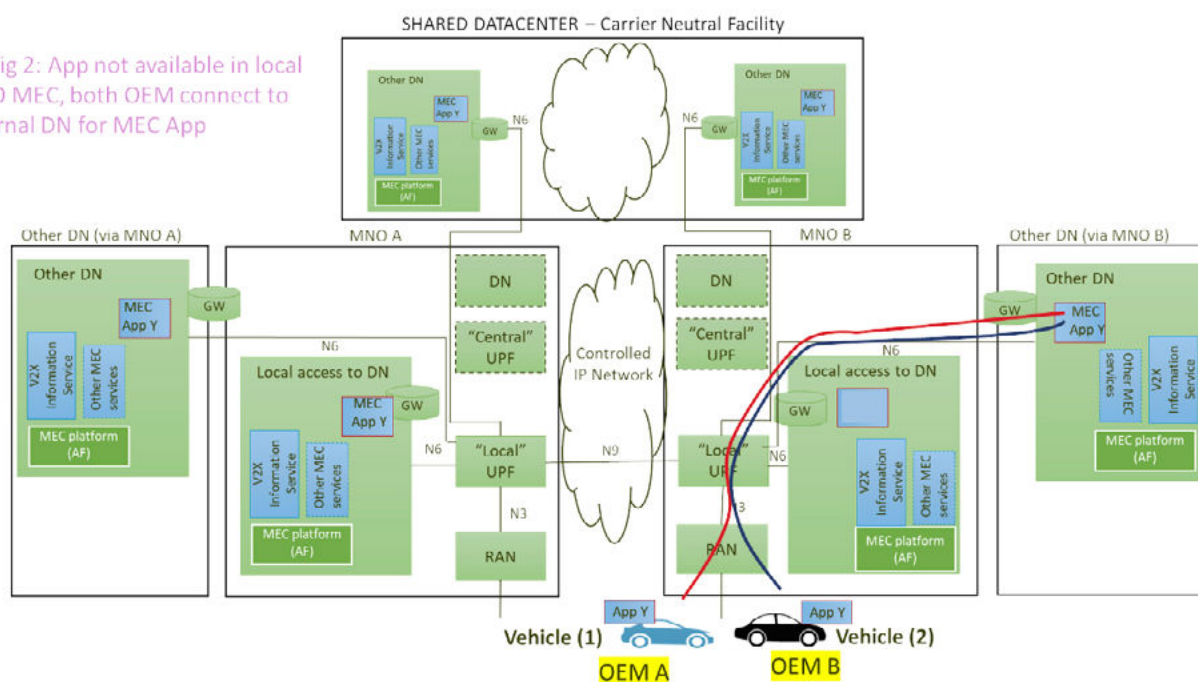 SHARED DATACENTER – Carrier Neutral Facility
ig 2: App not available in local
O MEC, both OEM connect to
rnal DN for MEC App
Other DN
MEC
App Y
GW
N6
V2X
Information
Service
Other MEC
services
MEC platform
(AF)
Other DN
N6
GW
MEC
App Y
V2X
Information
Service
Other MEC
services
MEC platform
(AF)
Other DN (via MNO A)
MNO A
MNO B
Other DN (via MNO B)
Other DN
MEC
App Y
GW
N6
V2X
Information
Service
Other MEC
services
MEC platform
(AF)
Local access to DN
MEC
App Y
GW
N6
V2X
Information
Service
Other MEC
services
MEC platform
(AF)
DN
"Central"
UPF
"Local"
UPF
N3
RAN
Controlled
IP Network
N9
DN
"Central"
UPF
"Local"
UPF
N6
3
RAN
Local access to DN
GW
V2X
Information
Service
Other MEC
services
MEC platform
(AF)
Other DN
GW
MEC
App Y
N6
Other MEC
services
V2X
Information
Service
MEC platform
(AF)
App Y
Vehicle (1)
OEM A
App Y
Vehicle (2)
OEM B